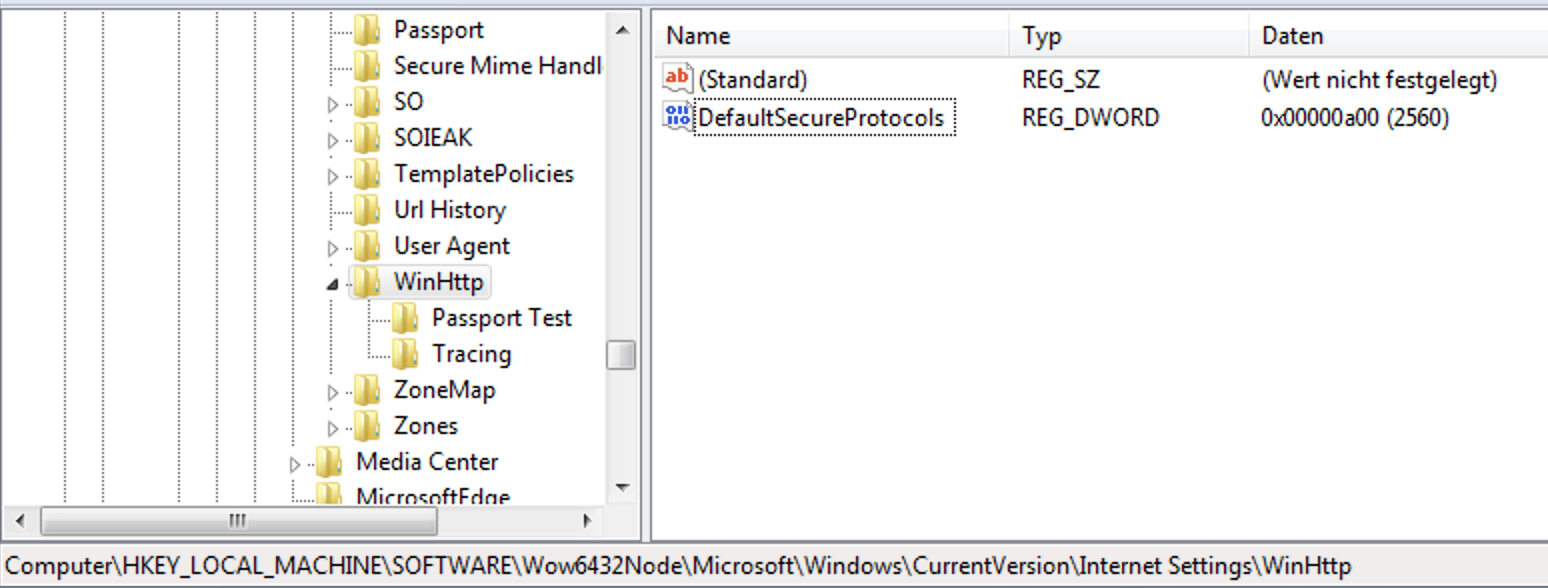 Passport
Secure Mime Handl
SO
SOIEAK
TemplatePolicies
Url History
User Agent
WinHttp
Passport Test
Tracing
ZoneMap
Zones
Media Center
MicrosoftEdge
Name Typ Daten
ab (Standard) REG_SZ (Wert nicht festgelegt)
DefaultSecureProtocols REG_DWORD 0x00000a00 (2560)
Computer\HKEY_LOCAL_MACHINE\SOFTWARE\Wow6432Node\Microsoft\Windows\CurrentVersion\Internet Settings\WinHttp